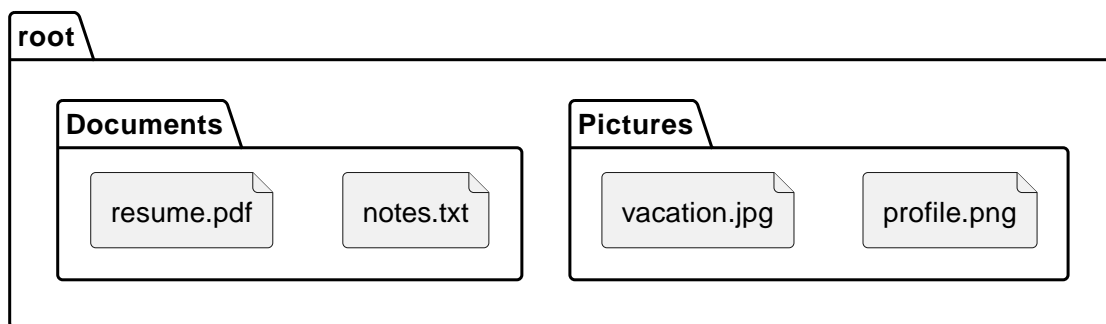 root
Documents
Pictures
resume.pdf
notes.txt
vacation.jpg
profile.png